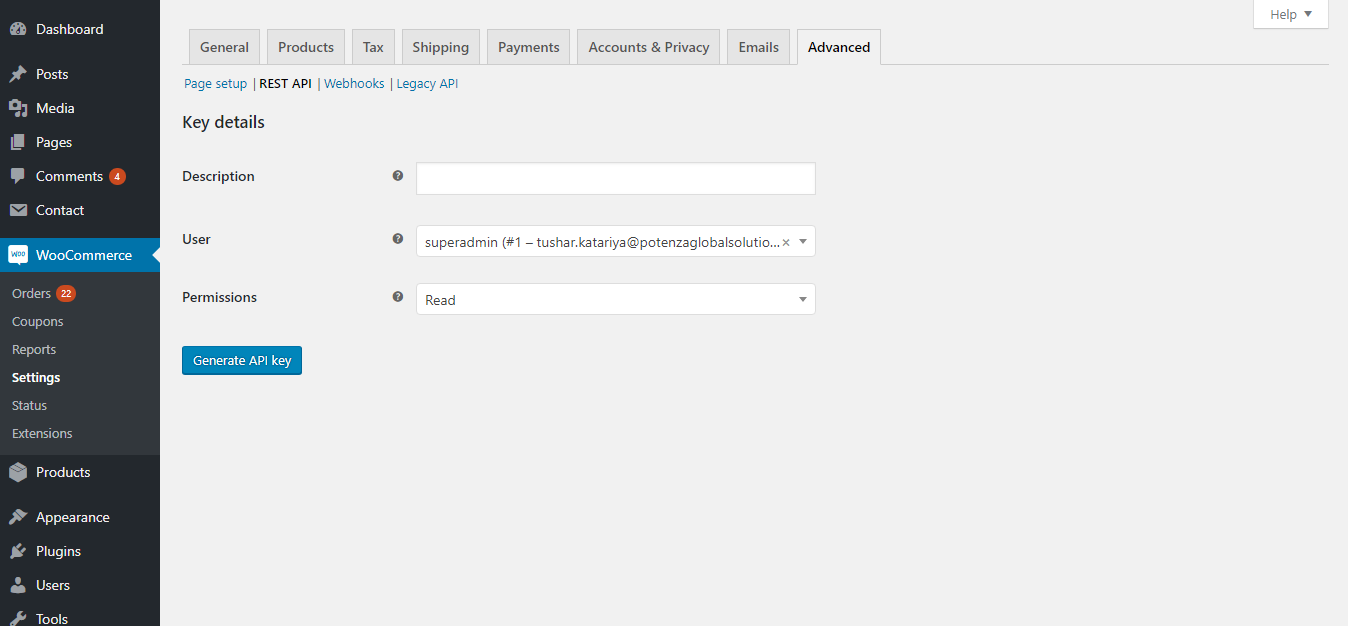 Dashboard
Posts
Media
Pages
Comments 4
Contact
WOO WooCommerce
Orders 22
Coupons
Reports
Settings
Status
Extensions
Products
Appearance
Plugins
Users
Tools
Help
General Products Tax Shipping Payments Accounts & Privacy Emails Advanced
Page setup | REST API | Webhooks | Legacy API
Key details
Description ?
User ? superadmin (#1 – tushar.katariya@potenzaglobalsolutio... ×
Permissions ? Read
Generate API key